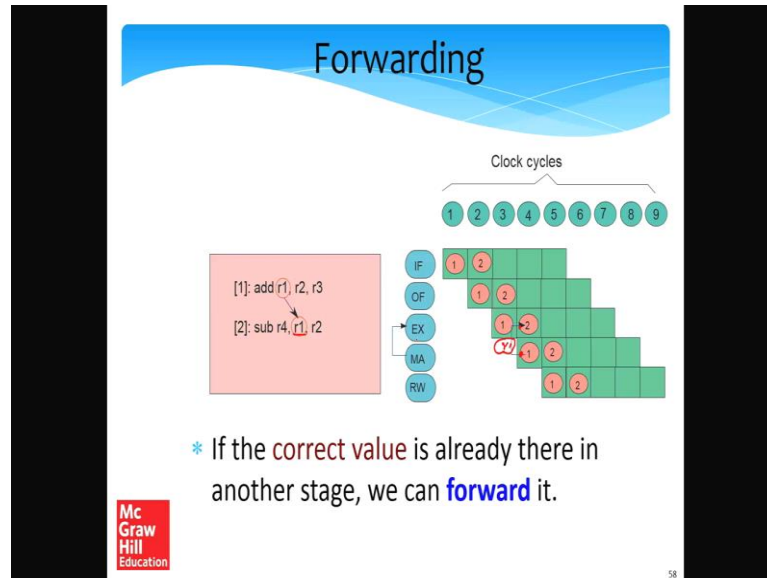 Forwarding
Clock cycles
1 2 3 4 5 6 7 8 9
[1]: add r1, r2, r3
[2]: sub r4, r1, r2
IF 1 2
OF 1 2
EX 1 2
r1
MA 1 2
RW 1 2
* If the correct value is already there in
another stage, we can forward it.
Mc
Graw
Hill
Education
58